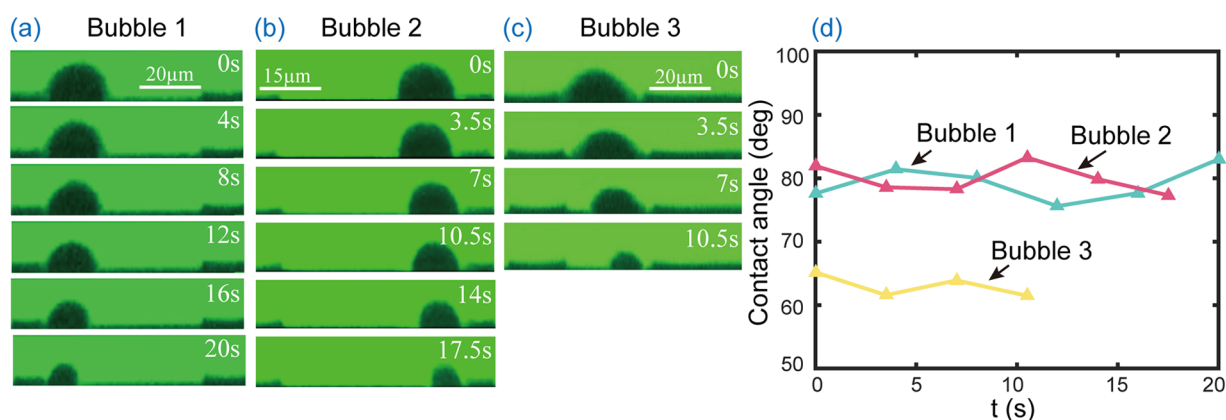 (a) Bubble 1
0s
20μm
4s
8s
12s
16s
20s
(b) Bubble 2
0s
15μm
3.5s
7s
10.5s
14s
17.5s
(c) Bubble 3
0s
20μm
3.5s
7s
10.5s
(d)
Contact angle (deg)
100
90
80
70
60
50
Bubble 1
Bubble 2
Bubble 3
0 5 10 15 20
t (s)